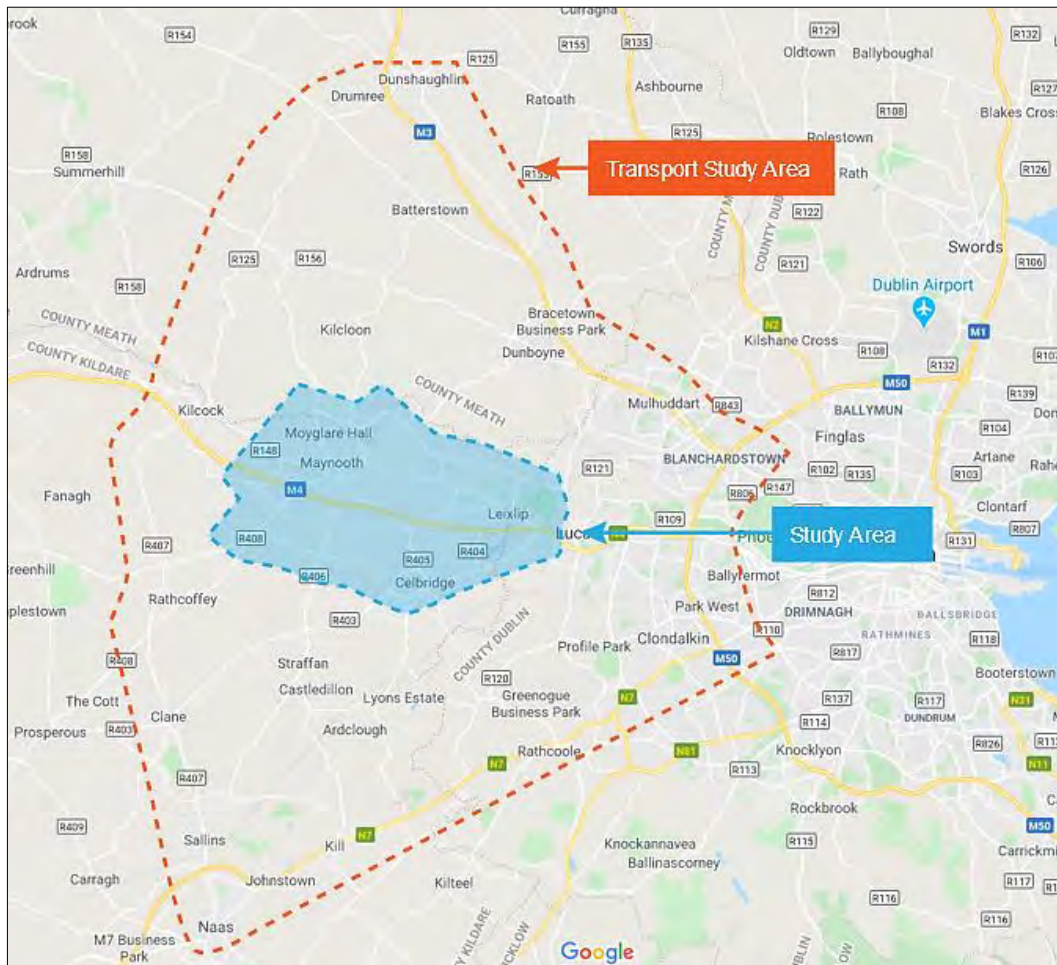 brook
R154
Curragha
R155
R135
R129
Oldtown
Ballyboughal
R132
R125
Dunshaughlin
Drumree
Ratoath
Ashbourne
R127
Blakes Cross
R108
M3
R125
Rolestown
R158
Summerhill
Transport Study Area
Rath
R126
Batterstown
R122
COUNTY DUBLIN
Swords
R125
R156
R121
R106
Ardrums
R158
Dublin Airport
COUNTY MEATH
Kilcloon
Bracetown
Business Park
N2
Kilshane Cross
M1
COUNTY KILDARE
Dunboyne
R108
R132
M50
COUNTY MEATH
Kilcock
Mulhuddart
R843
BALLYMUN
R139
Moyglare Hall
Finglas
R104
R148
Maynooth
R121
BLANCHARDSTOWN
R102
R135
Artane
R103
Fanagh
M4
R806
R147
Clontarf
Leixlip
R109
R807
Study Area
R131
R407
R408
R405
R404
Greenhill
R406
Celbridge
Ballyfermot
R812
Rathcoffey
Park West
DRIMNAGH
BALLSBRIDGE
R403
COUNTY DUBLIN
Profile Park
Clondalkin
R110
RATHMINES
R118
R408
Straffan
M50
R817
Booterstown
The Cott
Castledillon
Lyons Estate
R120
Greenogue
Business Park
N7
R137
R117
N31
R403
Clane
Ardclough
R114
DUNDRUM
Prosperous
Rathcoole
N81
Knocklyon
R826
R407
N7
R113
N11
Rockbrook
R409
N7
M50
Sallins
Kill
Knockannavea
R115
Ballinascorney
Carrickmi
Carragh
Johnstown
Kilteel
R117
Naas
R116
R116
M7 Business
Park
Google